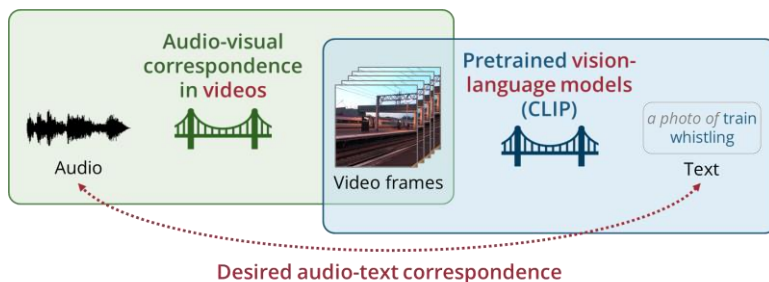 Audio-visual
correspondence
in videos
Audio
Video frames
Pretrained vision-
language models
(CLIP)
a photo of train
whistling
Text
Desired audio-text correspondence